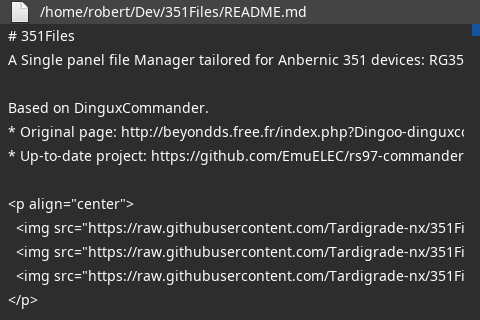 /home/robert/Dev/351Files/README.md
# 351Files
A Single panel file Manager tailored for Anbernic 351 devices: RG35
Based on DinguxCommander.
* Original page: http://beyondds.free.fr/index.php?Dingoo-dinguxcc
* Up-to-date project: https://github.com/EmuELEC/rs97-commander
<p align="center">
<img src="https://raw.githubusercontent.com/Tardigrade-nx/351Fi
<img src="https://raw.githubusercontent.com/Tardigrade-nx/351Fi
<img src="https://raw.githubusercontent.com/Tardigrade-nx/351Fi
</p>